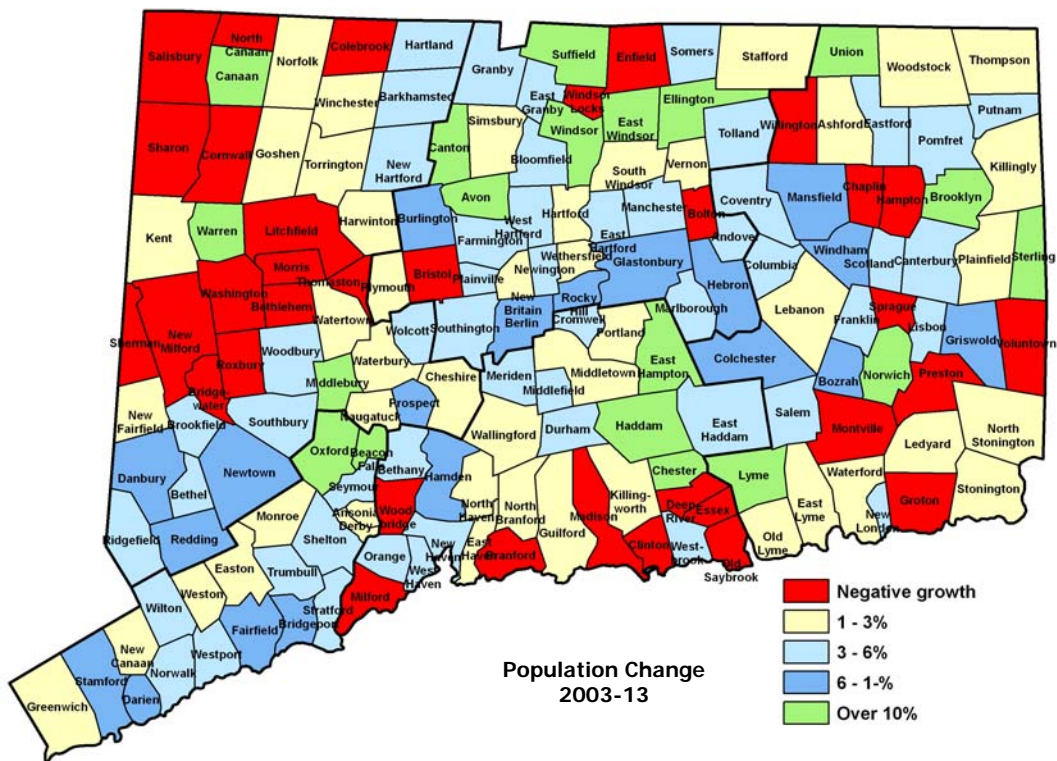 Salisbury
North
Canaan
Canaan
Norfolk
Colebrook
Hartland
Granby
Suffield
Enfield
Somers
Stafford
Union
Woodstock
Thompson
Winchester
Barkhamsted
East
Granby
Windsor
Locks
Ellington
Putnam
Simsbury
Windsor
East
Windsor
Sharon
Cornwall
Goshen
Torrington
New
Hartford
Canton
Bloomfield
Tolland
Willington
Ashford
Eastford
Pomfret
Killingly
South
Windsor
Vernon
Kent
Warren
Litchfield
Harwinton
Burlington
Avon
West
Hartford
Hartford
Manchester
Bolton
Coventry
Mansfield
Chaplin
Hampton
Brooklyn
Farmington
East
Hartford
Andover
Morris
Thomaston
Plymouth
Bristol
Plainville
Newington
Wethersfield
Glastonbury
Columbia
Windham
Scotland
Canterbury
Plainfield
Sterling
Washington
Bethlehem
Watertown
Hebron
New
Britain
Berlin
Rocky
Hill
Marlborough
Lebanon
Franklin
Sprague
Lisbon
Griswold
Voluntown
Sherman
New
Milford
Roxbury
Woodbury
Wolcott
Southington
Cromwell
Portland
Waterbury
Middlebury
Cheshire
Meriden
Middletown
Middlefield
East
Hampton
Colchester
Bozrah
Norwich
Preston
Bridge-
water
Prospect
Naugatuck
New
Fairfield
Brookfield
Southbury
Wallingford
Durham
Haddam
East
Haddam
Salem
Montville
Ledyard
North
Stonington
Oxford
Beacon
Falls
Bethany
Hamden
Danbury
Newtown
Bethel
Seymour
Chester
Lyme
Waterford
Stonington
Wood
bridge
North
Haven
North
Branford
Killing-
worth
Deep
River
Essex
Groton
Ansonia
Derby
Monroe
Guilford
Madison
East
Lyme
New
London
Ridgefield
Redding
Shelton
Orange
New
Haven
East
Haven
Branford
Clinton
West-
brook
Old
Saybrook
Old
Lyme
Easton
Trumbull
West
Haven
Weston
Milford
Wilton
Stratford
Fairfield
Bridgeport
New
Canaan
Westport
Norwalk
Stamford
Darien
Greenwich
Population Change
2003-13
Negative growth
1 - 3%
3 - 6%
6 - 1-%
Over 10%